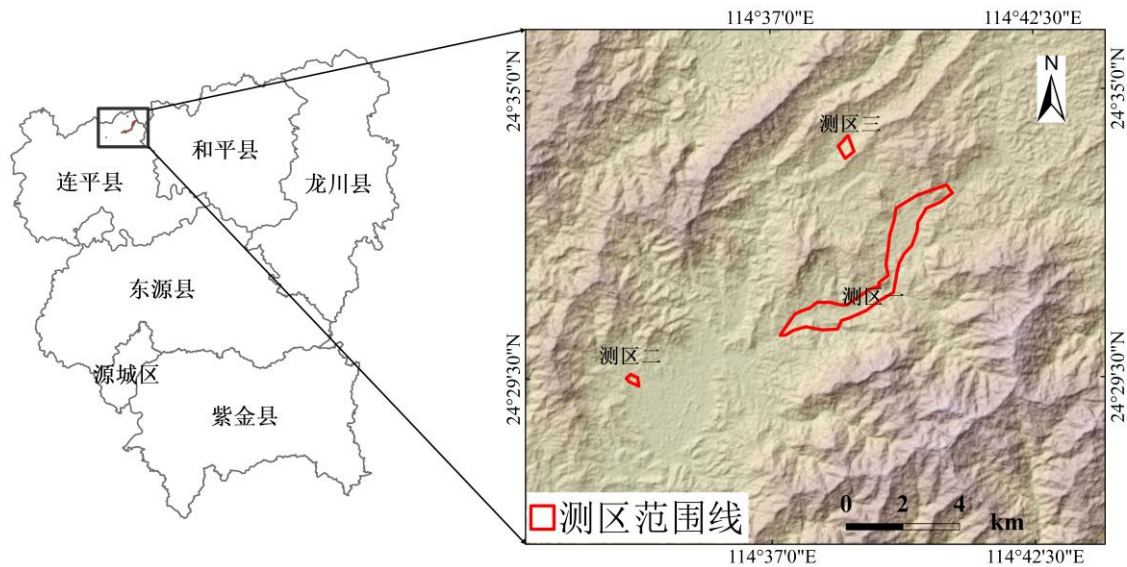 114°37'0"E
114°42'30"E
24°35'0"N
24°35'0"N
N
和平县
测区三
连平县
龙川县
东源县
测区一
测区二
源城区
24°29'30"N
24°29'30"N
紫金县
测区范围线
0 2 4
km
114°37'0"E
114°42'30"E